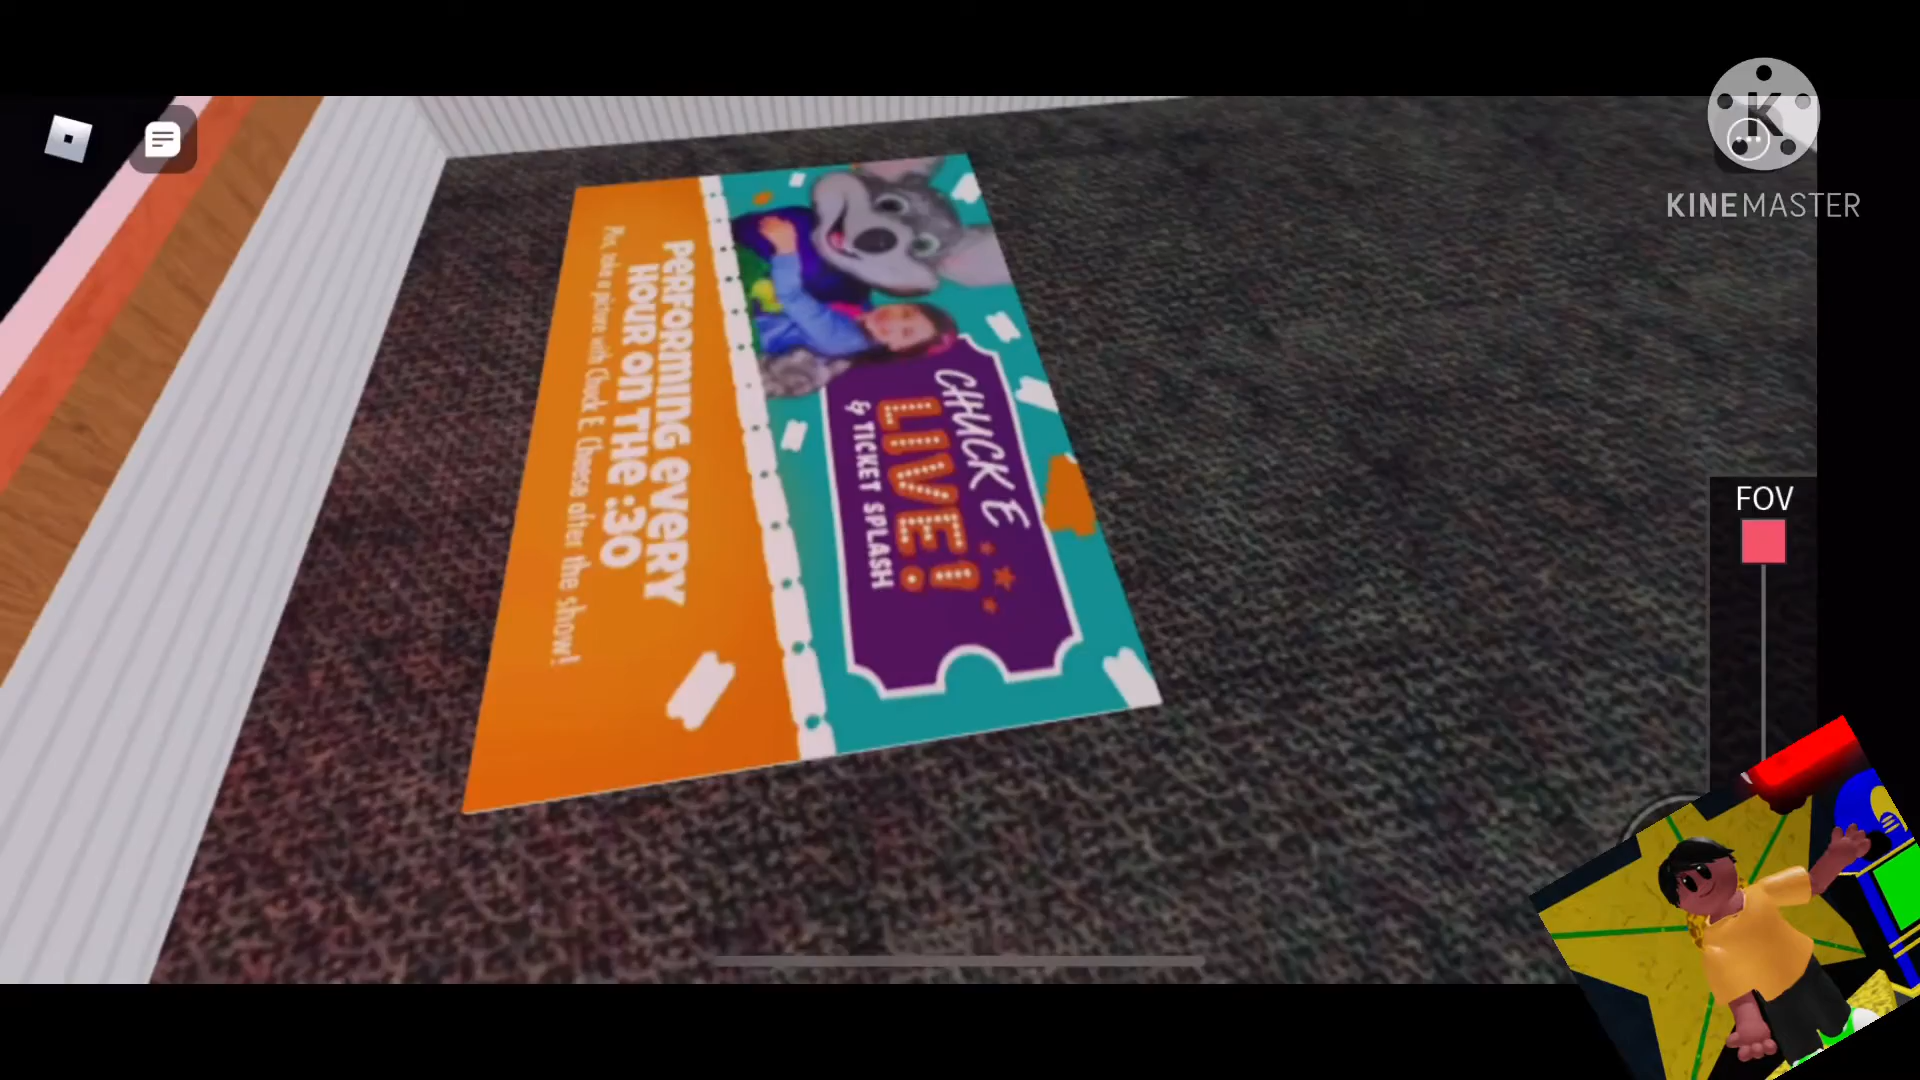 KINEMASTER
FOV
CHUCK E
LIVE!
& TICKET SPLASH
PERFORMING EVERY
HOUR ON THE :30
Plus, take a picture with Chuck E. Cheese after the show!